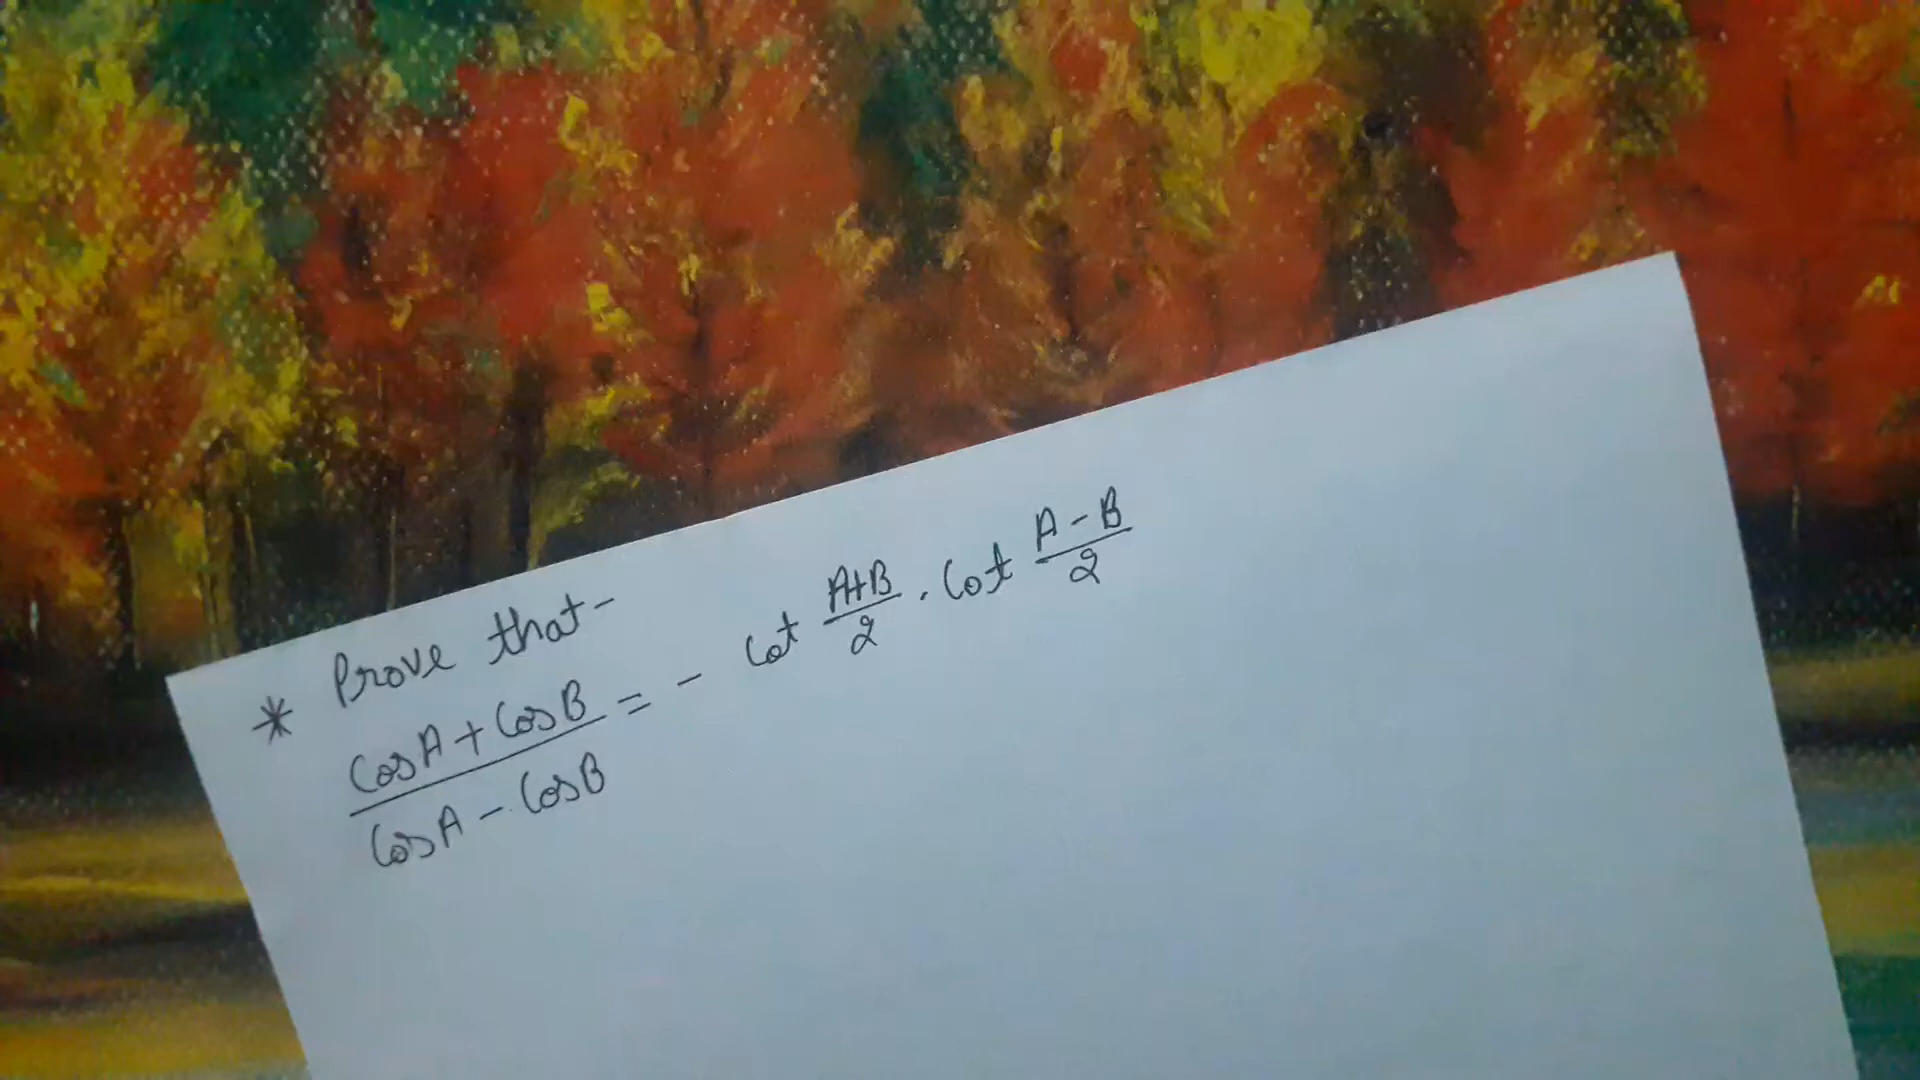 * Prove that-
CosA + CosB / CosA - CosB = - Cot A+B/2 . Cot A-B/2